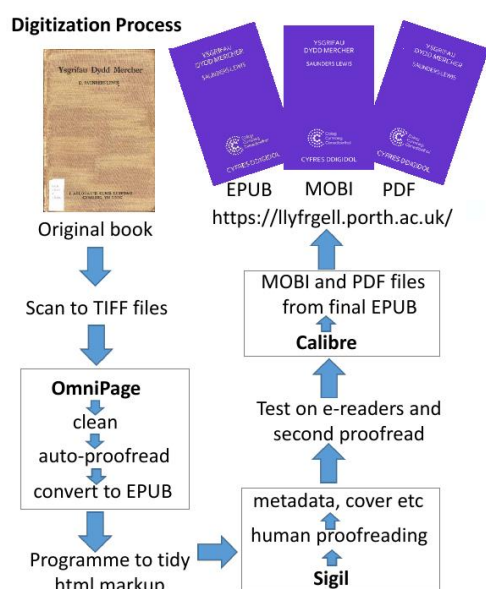 Digitization Process
Ysgrifau Dydd Mercher
Original book
Scan to TIFF files
OmniPage
clean
auto-proofread
convert to EPUB
Programme to tidy
html markup
Sigil
human proofreading
metadata, cover etc
Test on e-readers and
second proofread
Calibre
MOBI and PDF files
from final EPUB
YSGRIFAU
DYDD MERCHER
SAUNDERS LEWIS
Coleg
Cymraeg
Cenedlaethol
CYFRES DDIGIDOL
YSGRIFAU
DYDD MERCHER
SAUNDERS LEWIS
Coleg
Cymraeg
Cenedlaethol
CYFRES DDIGIDOL
YSGRIFAU
DYDD MERCHER
SAUNDERS LEWIS
Coleg
Cymraeg
Cenedlaethol
CYFRES DDIGIDOL
EPUB MOBI PDF
https://llyfrgell.porth.ac.uk/